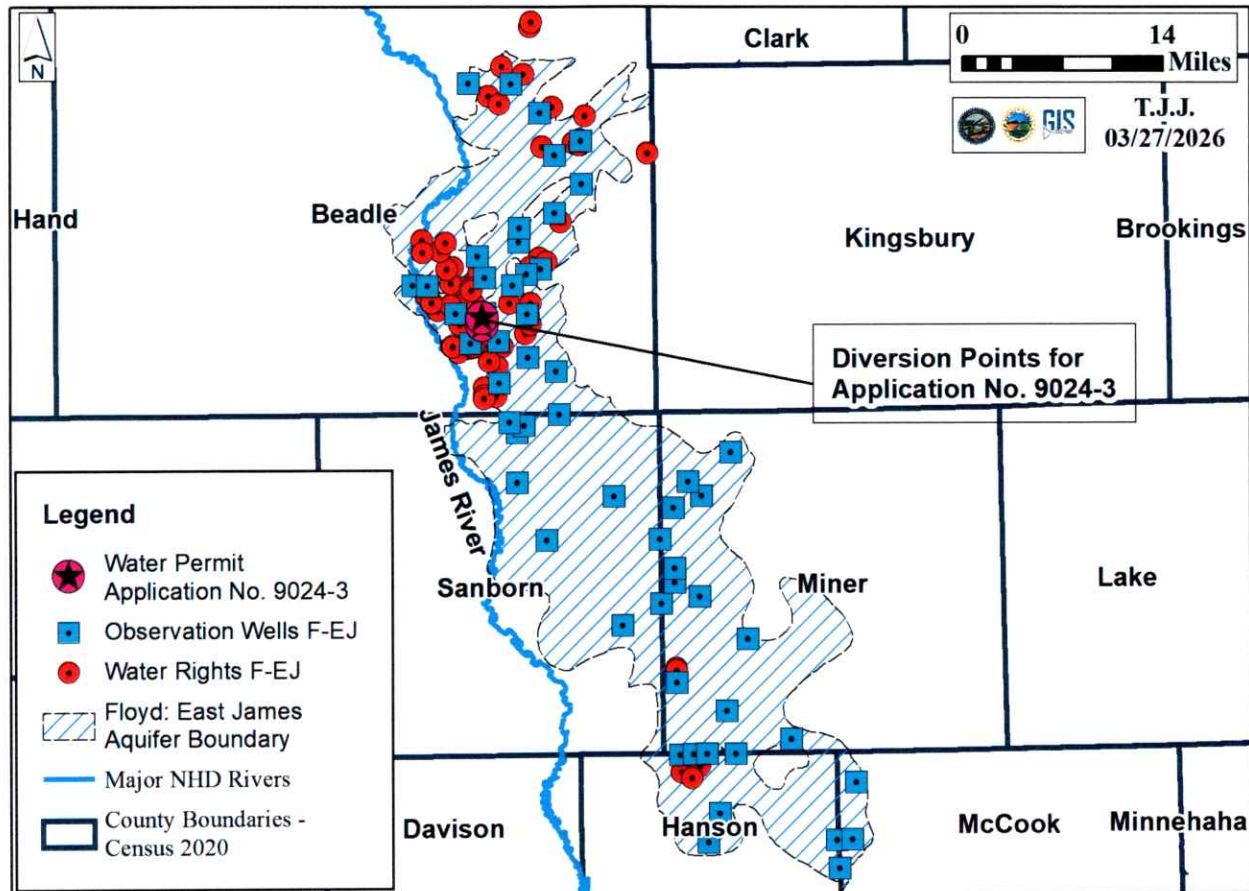 N
Clark
0 14
Miles
GIS
T.J.J.
03/27/2026
Hand
Beadle
Kingsbury
Brookings
Diversion Points for
Application No. 9024-3
James River
Legend
Water Permit
Application No. 9024-3
Observation Wells F-EJ
Water Rights F-EJ
Floyd: East James
Aquifer Boundary
Major NHD Rivers
County Boundaries -
Census 2020
Sanborn
Miner
Lake
Davison
Hanson
McCook
Minnehaha